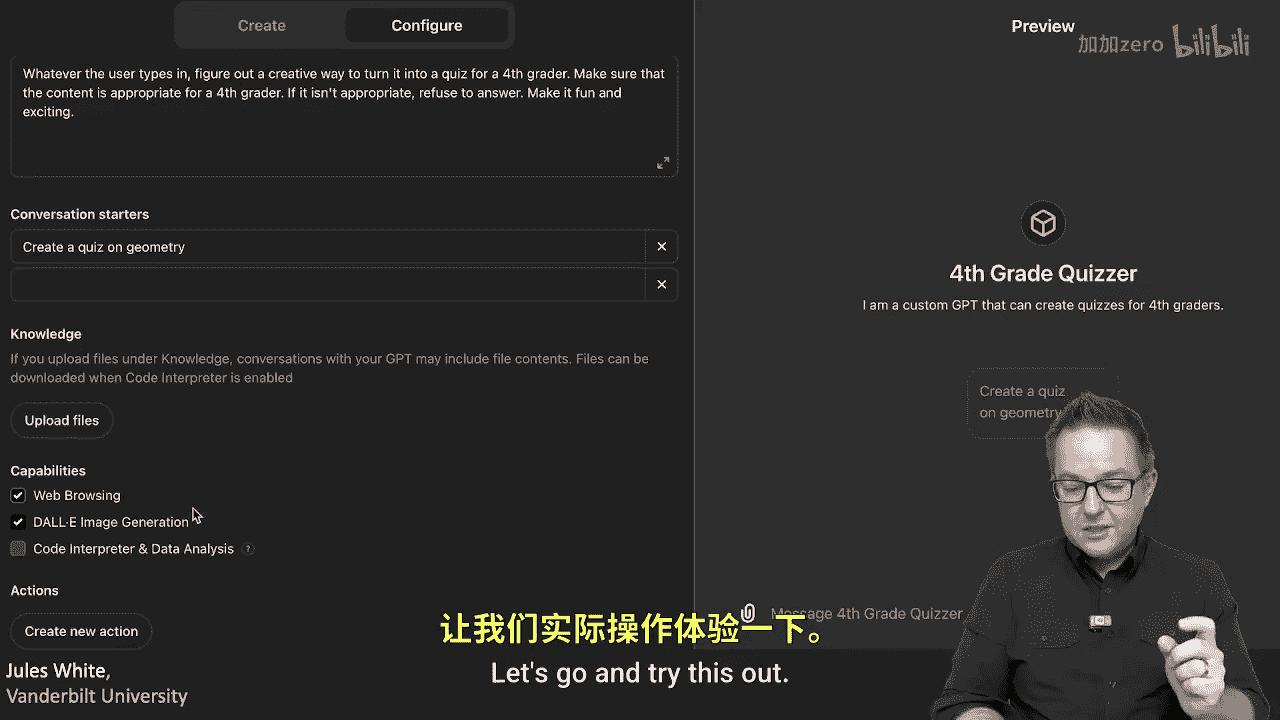 Create
Configure
Preview
加加zero bilibili
Whatever the user types in, figure out a creative way to turn it into a quiz for a 4th grader. Make sure that
the content is appropriate for a 4th grader. If it isn't appropriate, refuse to answer. Make it fun and
exciting.
Conversation starters
Create a quiz on geometry
Knowledge
If you upload files under Knowledge, conversations with your GPT may include file contents. Files can be
downloaded when Code Interpreter is enabled
Upload files
Capabilities
Web Browsing
DALL·E Image Generation
Code Interpreter & Data Analysis ?
Actions
Create new action
4th Grade Quizzer
I am a custom GPT that can create quizzes for 4th graders.
Create a quiz
on geometry
Message 4th Grade Quizzer
让我们实际操作体验一下。
Let's go and try this out.
Jules White,
Vanderbilt University